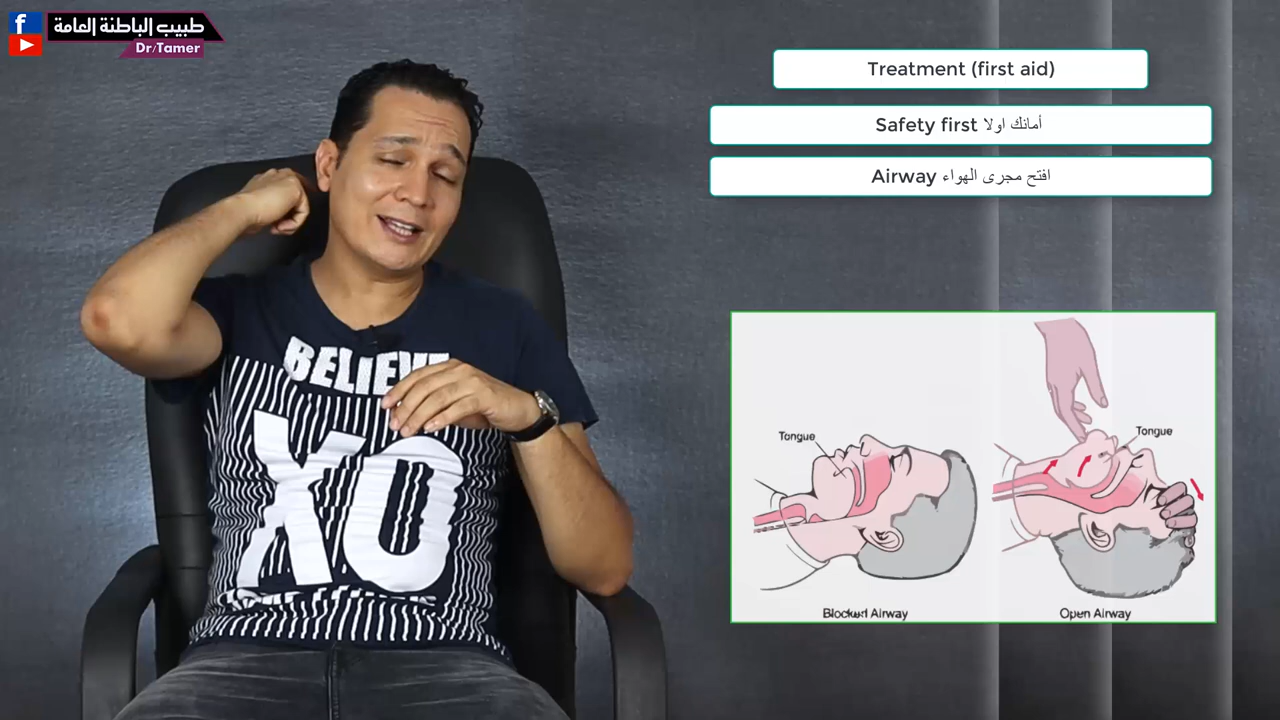 f
طبيب الباطنة العامة
Dr/Tamer
Treatment (first aid)
Safety first أمانك اولا
Airway افتح مجرى الهواء
BELIEVE
XO
Tongue
Tongue
Blocked Airway
Open Airway